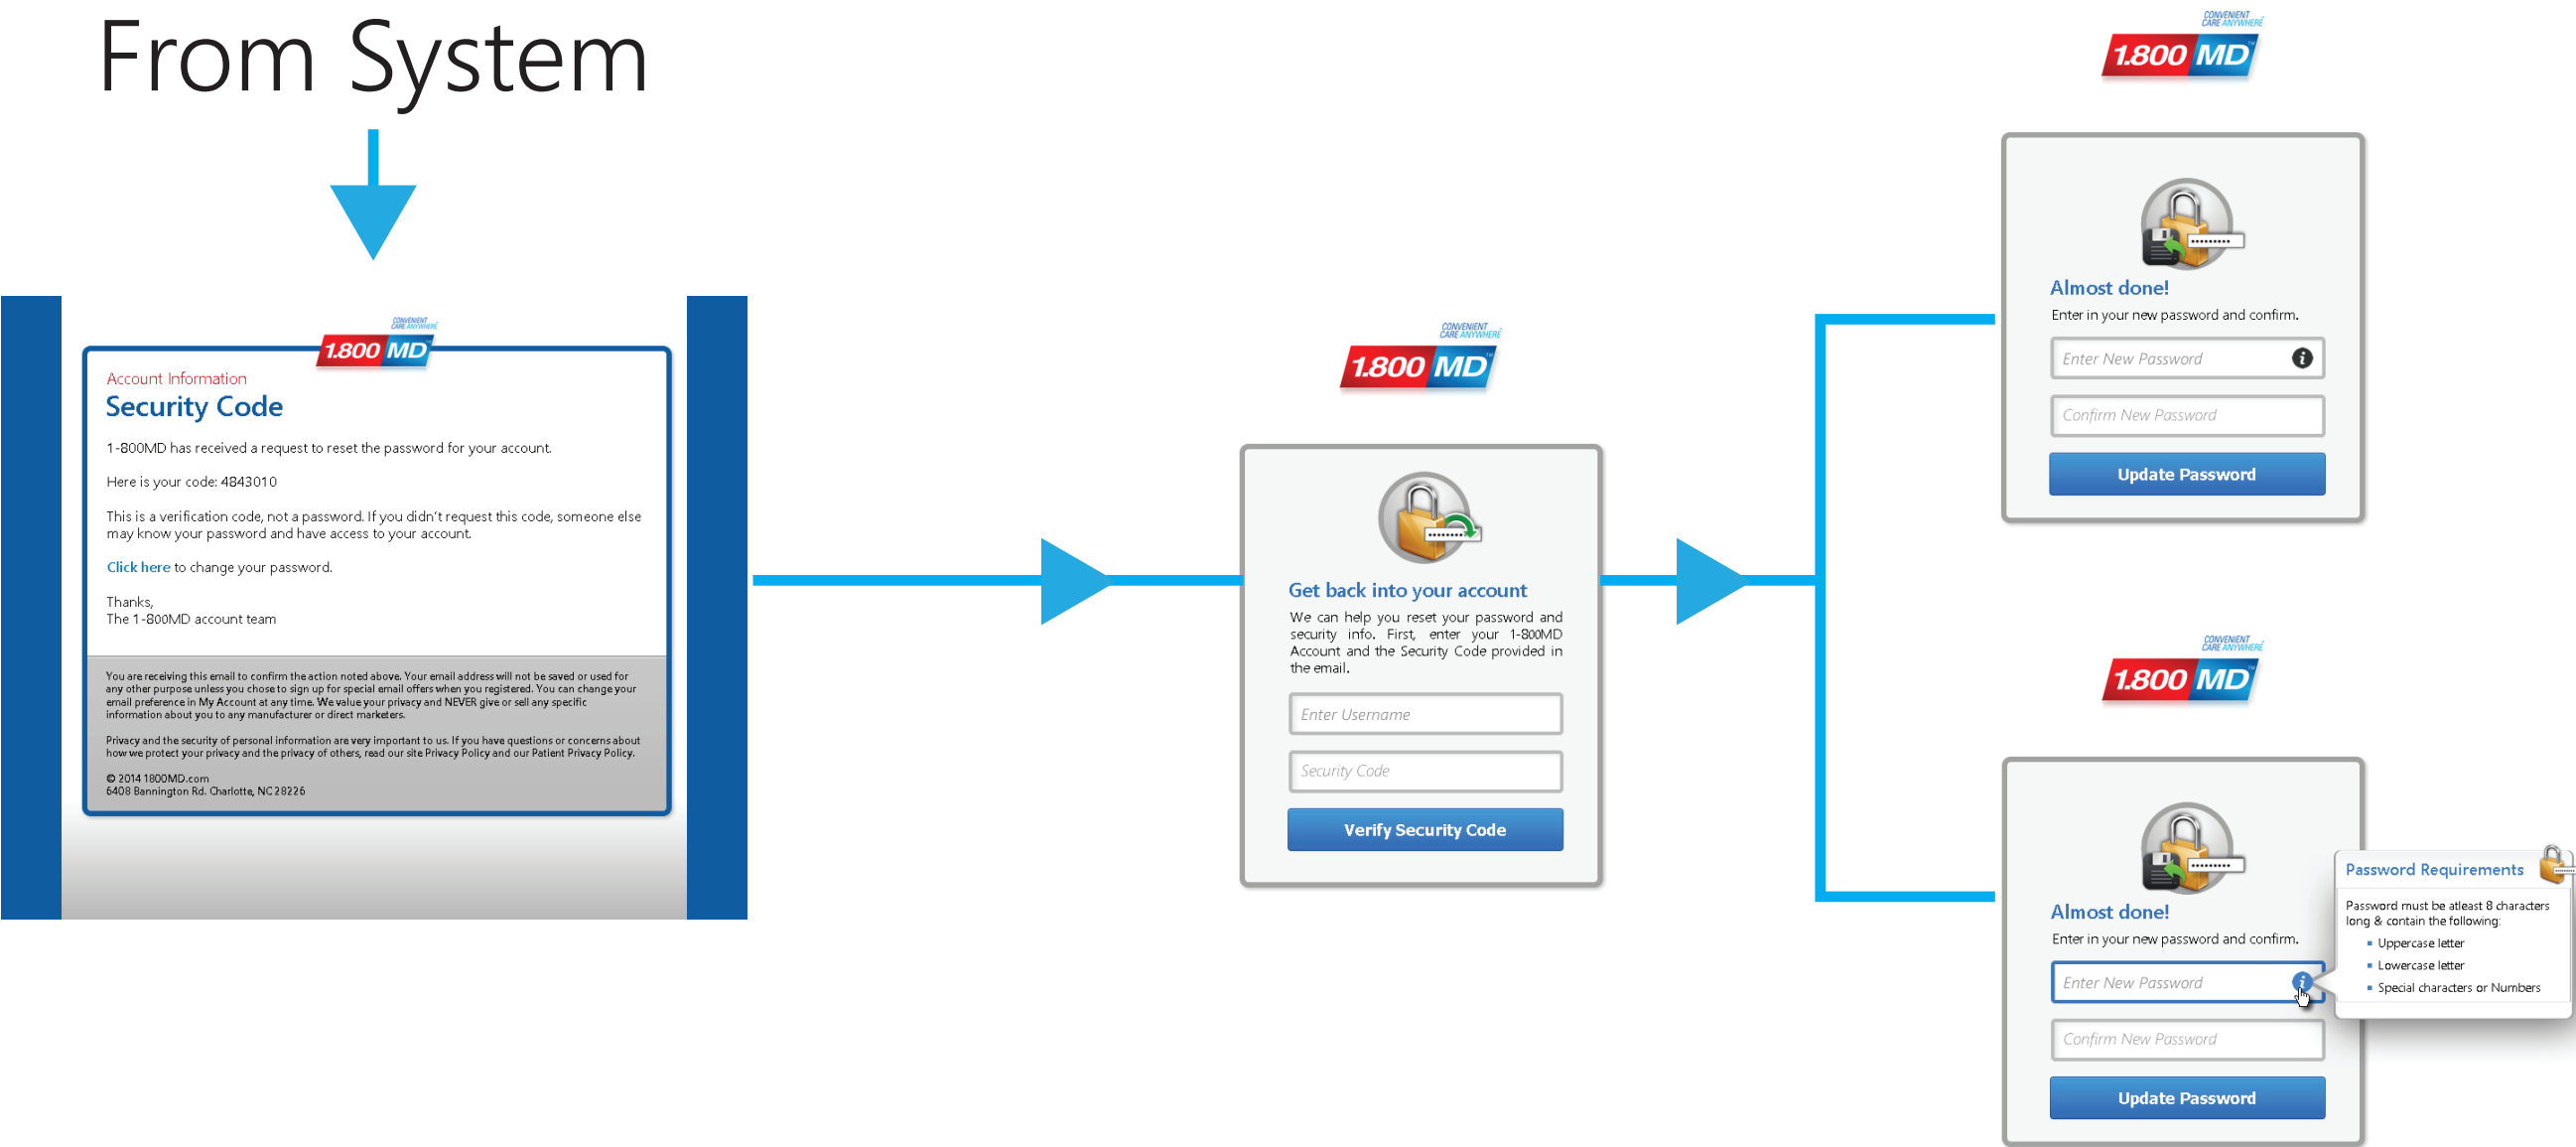 From System
CONVENIENT
CARE ANYWHERE™
1.800 MD™
Account Information
Security Code
1-800MD has received a request to reset the password for your account.
Here is your code: 4843010
This is a verification code, not a password. If you didn't request this code, someone else
may know your password and have access to your account.
Click here to change your password.
Thanks,
The 1-800MD account team
You are receiving this email to confirm the action noted above. Your email address will not be saved or used for
any other purpose unless you chose to sign up for special email offers when you registered. You can change your
email preference in My Account at any time. We value your privacy and NEVER give or sell any specific
information about you to any manufacturer or direct marketers.
Privacy and the security of personal information are very important to us. If you have questions or concerns about
how we protect your privacy and the privacy of others, read our site Privacy Policy and our Patient Privacy Policy.
© 2014 1800MD.com
6408 Bannington Rd. Charlotte, NC 28226
CONVENIENT
CARE ANYWHERE™
1.800 MD™
Get back into your account
We can help you reset your password and
security info. First, enter your 1-800MD
Account and the Security Code provided in
the email.
Enter Username
Security Code
Verify Security Code
CONVENIENT
CARE ANYWHERE™
1.800 MD™
Almost done!
Enter in your new password and confirm.
Enter New Password
i
Confirm New Password
Update Password
CONVENIENT
CARE ANYWHERE™
1.800 MD™
Almost done!
Enter in your new password and confirm.
Enter New Password
i
Confirm New Password
Update Password
Password Requirements
Password must be atleast 8 characters
long & contain the following:
Uppercase letter
Lowercase letter
Special characters or Numbers